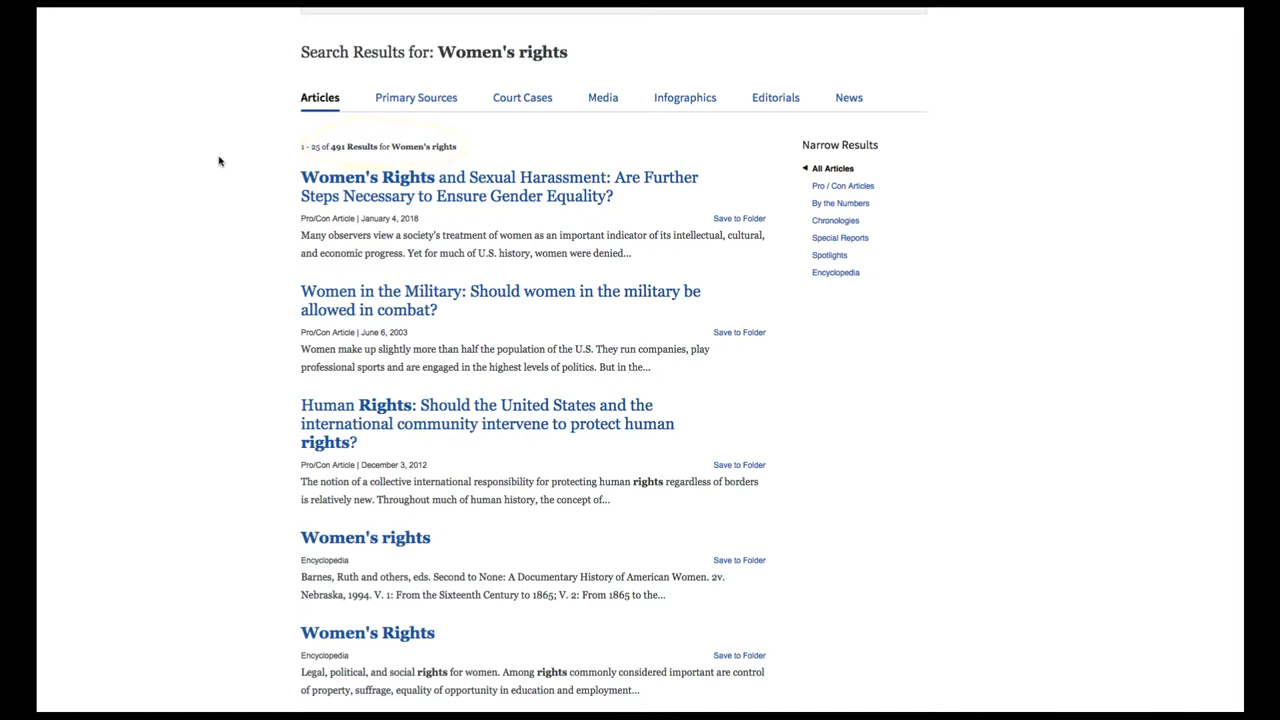 Search Results for: Women's rights
Articles Primary Sources Court Cases Media Infographics Editorials News
1 - 25 of 491 Results for Women's rights
Women's Rights and Sexual Harassment: Are Further
Steps Necessary to Ensure Gender Equality?
Pro/Con Article | January 4, 2018 Save to Folder
Many observers view a society's treatment of women as an important indicator of its intellectual, cultural,
and economic progress. Yet for much of U.S. history, women were denied...
Women in the Military: Should women in the military be
allowed in combat?
Pro/Con Article | June 6, 2003 Save to Folder
Women make up slightly more than half the population of the U.S. They run companies, play
professional sports and are engaged in the highest levels of politics. But in the...
Human Rights: Should the United States and the
international community intervene to protect human
rights?
Pro/Con Article | December 3, 2012 Save to Folder
The notion of a collective international responsibility for protecting human rights regardless of borders
is relatively new. Throughout much of human history, the concept of...
Women's rights
Encyclopedia Save to Folder
Barnes, Ruth and others, eds. Second to None: A Documentary History of American Women. 2v.
Nebraska, 1994. V. 1: From the Sixteenth Century to 1865; V. 2: From 1865 to the...
Women's Rights
Encyclopedia Save to Folder
Legal, political, and social rights for women. Among rights commonly considered important are control
of property, suffrage, equality of opportunity in education and employment...
Narrow Results
All Articles
Pro / Con Articles
By the Numbers
Chronologies
Special Reports
Spotlights
Encyclopedia